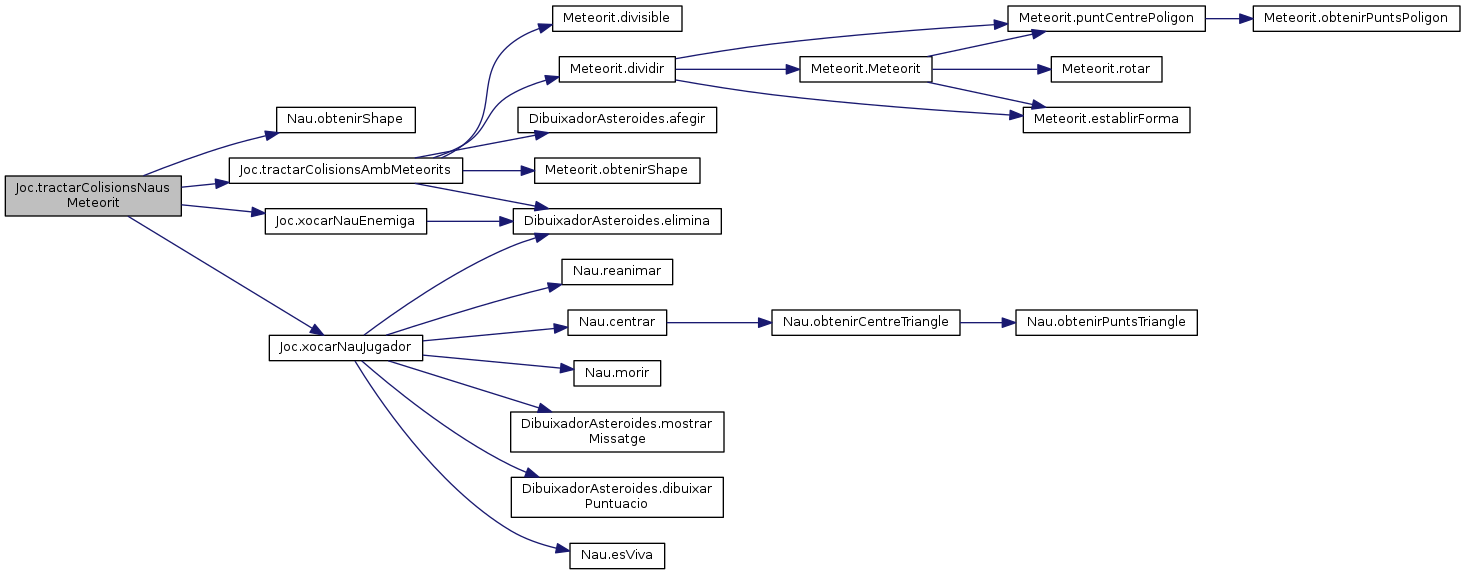 Joc.tractarColisionsNaus
Meteorit
Nau.obtenirShape
Joc.tractarColisionsAmbMeteorits
Joc.xocarNauEnemiga
Joc.xocarNauJugador
Meteorit.divisible
Meteorit.dividir
DibuixadorAsteroides.afegir
Meteorit.obtenirShape
DibuixadorAsteroides.elimina
Nau.reanimar
Nau.centrar
Nau.morir
DibuixadorAsteroides.mostrar
Missatge
DibuixadorAsteroides.dibuixar
Puntuacio
Nau.esViva
Meteorit.Meteorit
Nau.obtenirCentreTriangle
Meteorit.puntCentrePoligon
Meteorit.rotar
Meteorit.establirForma
Nau.obtenirPuntsTriangle
Meteorit.obtenirPuntsPoligon